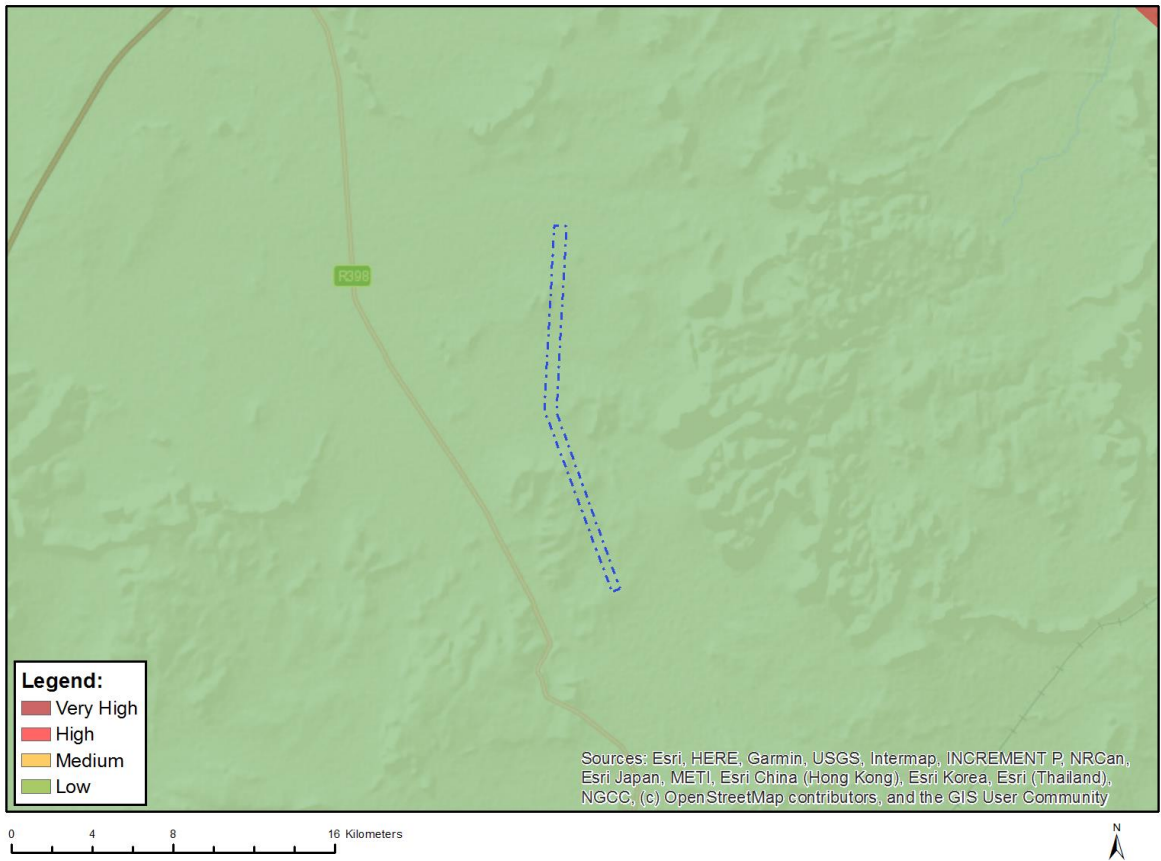 R398
Legend:
Very High
High
Medium
Low
Sources: Esri, HERE, Garmin, USGS, Intermap, INCREMENT P, NRCan,
Esri Japan, METI, Esri China (Hong Kong), Esri Korea, Esri (Thailand),
NGCC, (c) OpenStreetMap contributors, and the GIS User Community
0 4 8 16 Kilometers
N